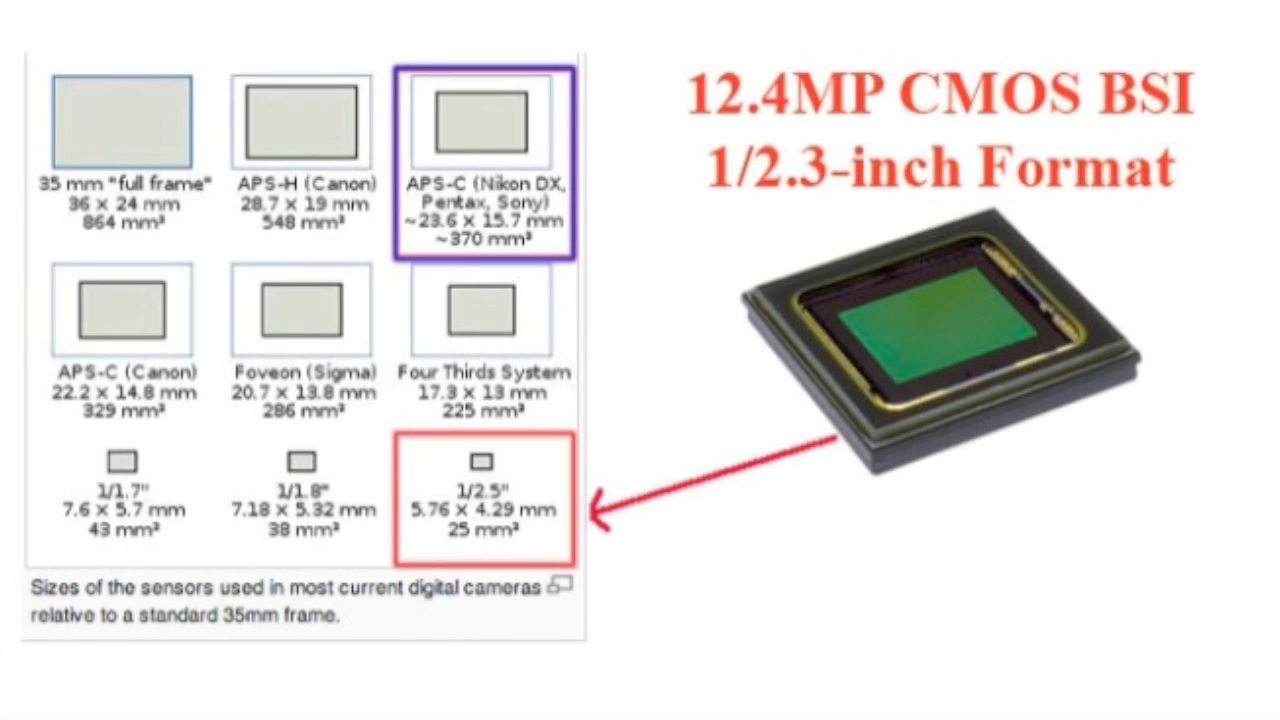 12.4MP CMOS BSI
1/2.3-inch Format
35 mm "full frame"
36 x 24 mm
864 mm²
APS-H (Canon)
28.7 x 19 mm
548 mm²
APS-C (Nikon DX,
Pentax, Sony)
~23.6 x 15.7 mm
~370 mm²
APS-C (Canon)
22.2 x 14.8 mm
329 mm²
Foveon (Sigma)
20.7 x 13.8 mm
286 mm²
Four Thirds System
17.3 x 13 mm
225 mm²
1/1.7"
7.6 x 5.7 mm
43 mm²
1/1.8"
7.18 x 5.32 mm
38 mm²
1/2.5"
5.76 x 4.29 mm
25 mm²
Sizes of the sensors used in most current digital cameras
relative to a standard 35mm frame.